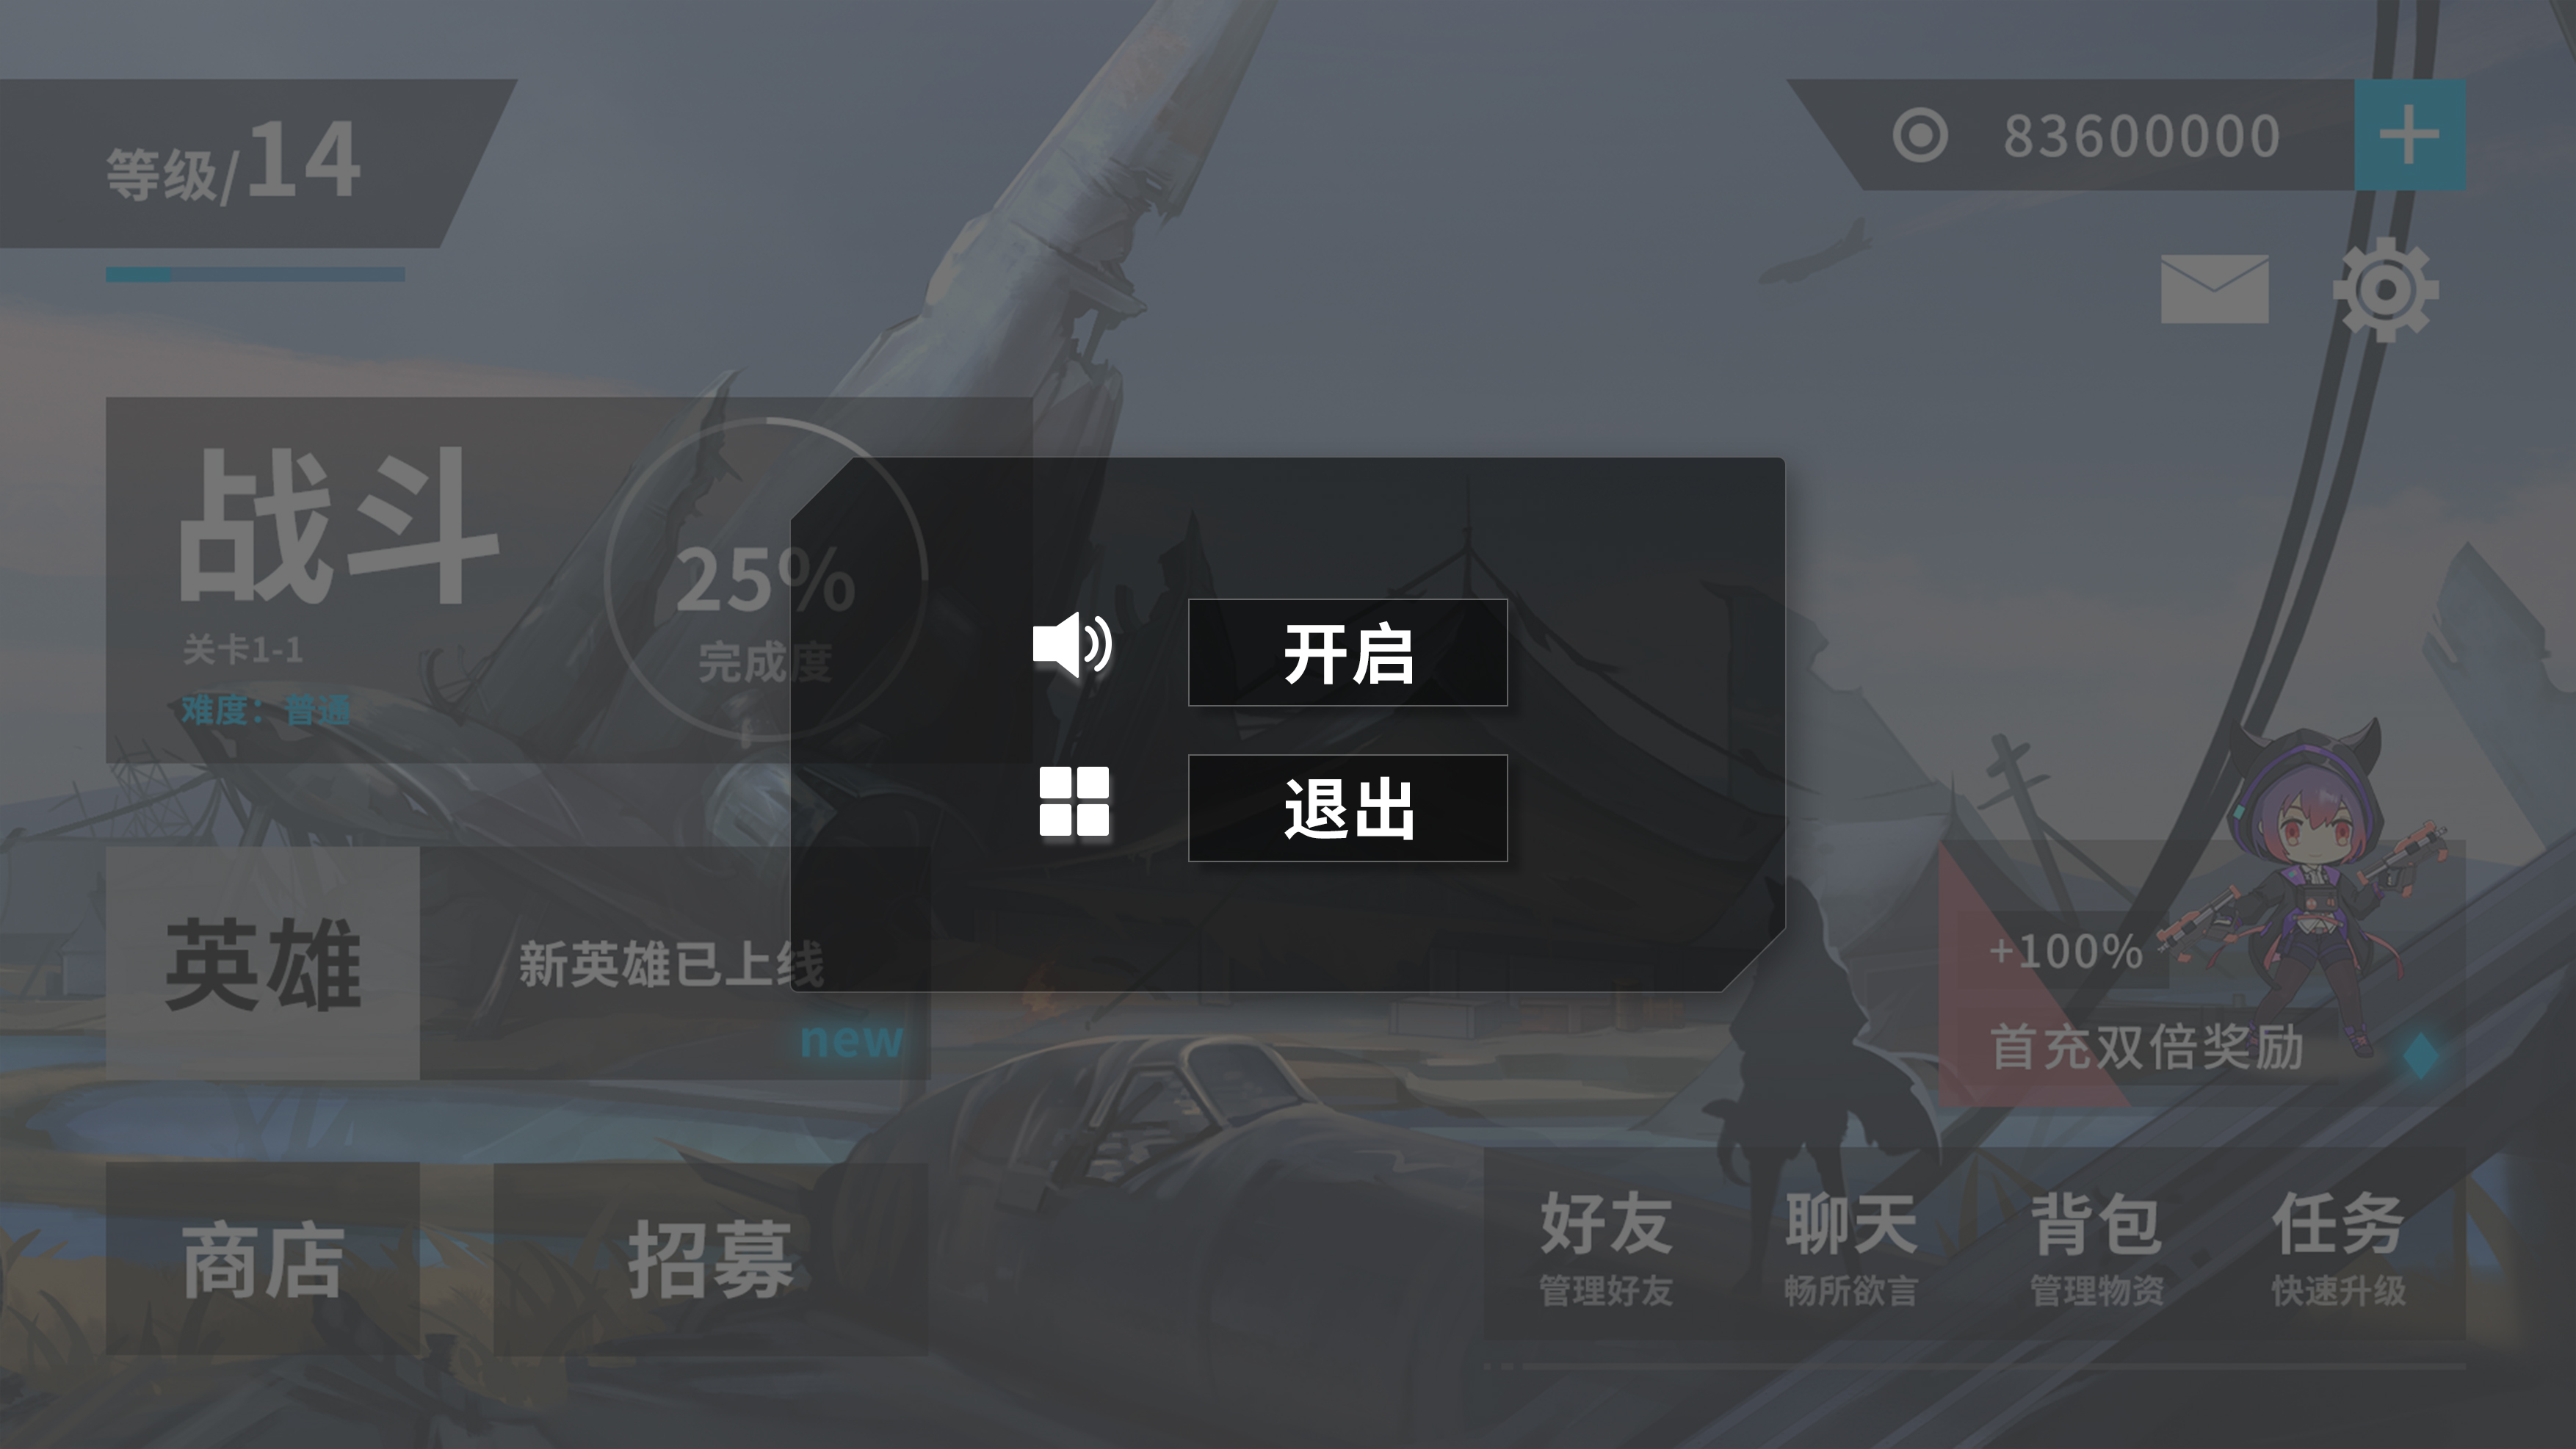 等级/14
83600000
战斗
25%
完成度
关卡1-1
难度：普通
开启
退出
英雄
新英雄已上线
new
+100%
首充双倍奖励
商店
招募
好友
聊天
背包
任务
管理好友
畅所欲言
管理物资
快速升级